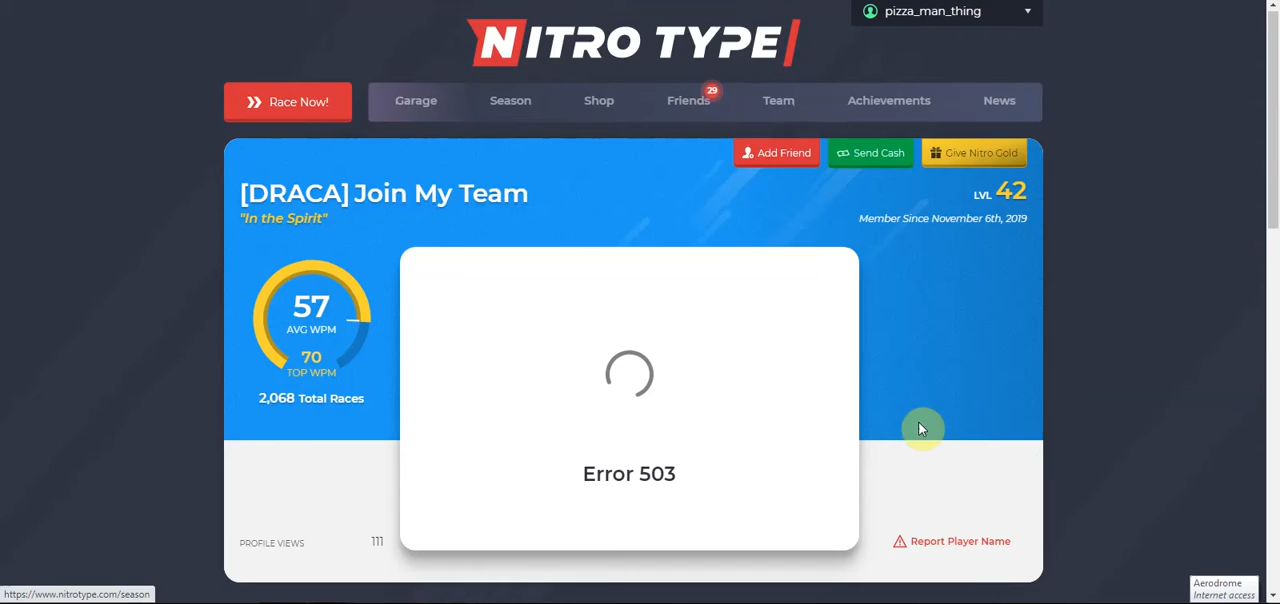 pizza_man_thing
NITRO TYPE
Race Now!
Garage
Season
Shop
Friends
29
Team
Achievements
News
Add Friend
Send Cash
Give Nitro Gold
[DRACA] Join My Team
LVL 42
"In the Spirit"
Member Since November 6th, 2019
57
AVG WPM
70
TOP WPM
2,068 Total Races
Error 503
PROFILE VIEWS 111
Report Player Name
https://www.nitrotype.com/season
Aerodrome
Internet access